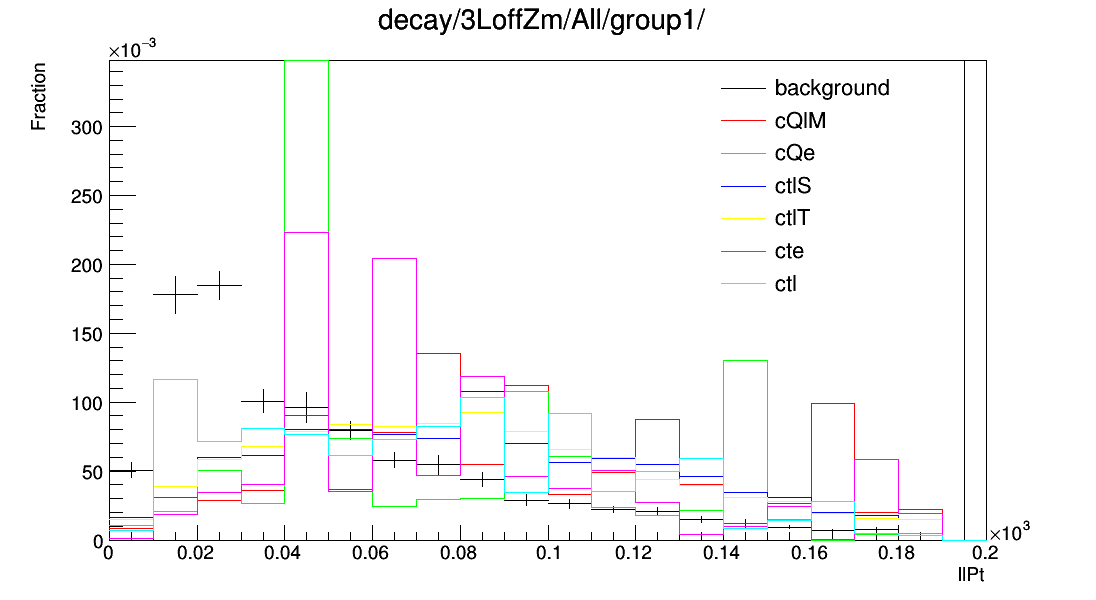 decay/3LoffZm/All/group1/
×10⁻³
Fraction
background
cQlM
cQe
ctlS
ctlT
cte
ctl
300
250
200
150
100
50
0
0 0.02 0.04 0.06 0.08 0.1 0.12 0.14 0.16 0.18 0.2
×10³
llPt